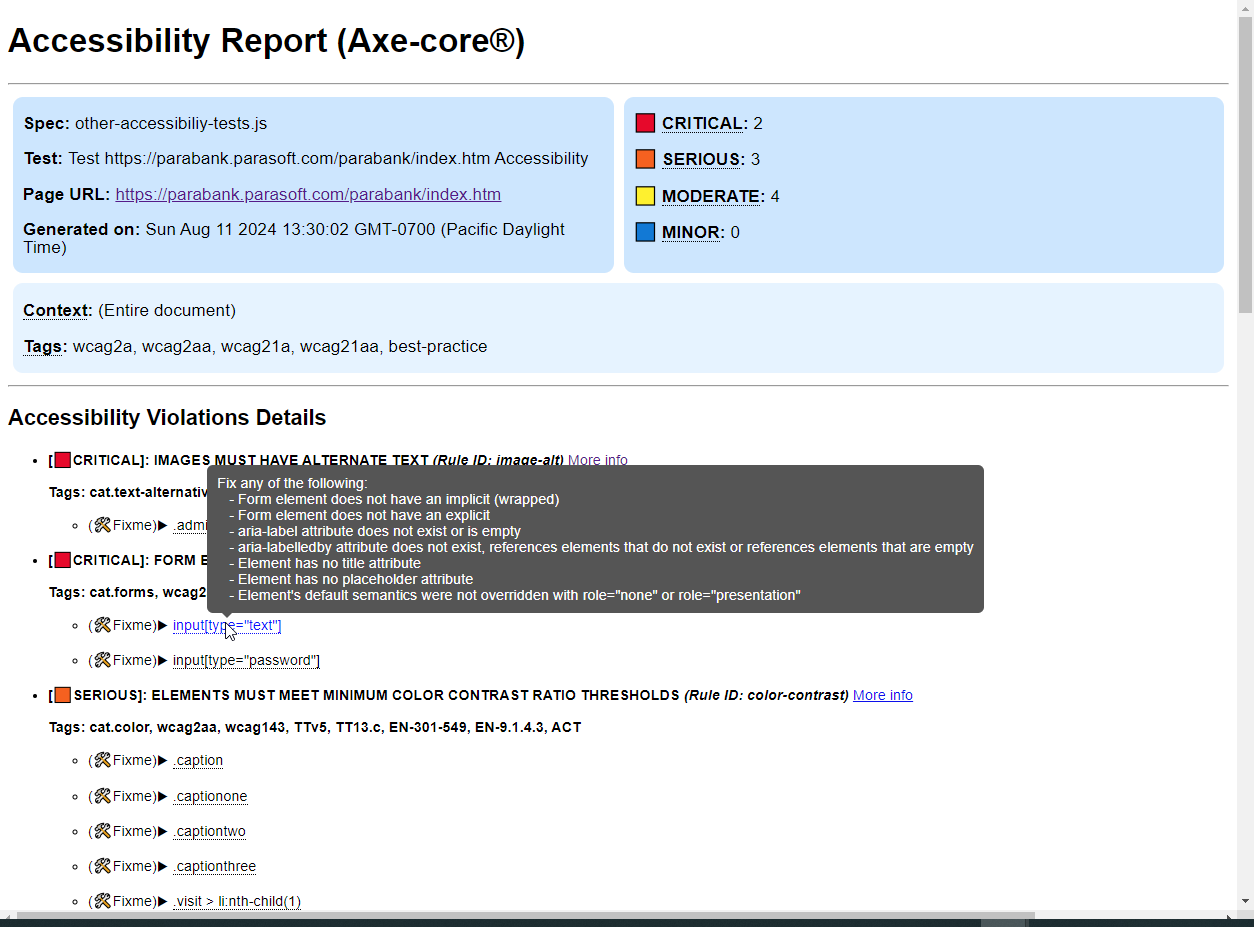 Accessibility Report (Axe-core®)
Spec: other-accessibiliy-tests.js
Test: Test https://parabank.parasoft.com/parabank/index.htm Accessibility
Page URL: https://parabank.parasoft.com/parabank/index.htm
Generated on: Sun Aug 11 2024 13:30:02 GMT-0700 (Pacific Daylight
Time)
CRITICAL: 2
SERIOUS: 3
MODERATE: 4
MINOR: 0
Context: (Entire document)
Tags: wcag2a, wcag2aa, wcag21a, wcag21aa, best-practice
Accessibility Violations Details
[CRITICAL]: IMAGES MUST HAVE ALTERNATE TEXT (Rule ID: image-alt) More info
Tags: cat.text-alternativ
(🛠Fixme)▶ .admi
[CRITICAL]: FORM E
Tags: cat.forms, wcag2
Fix any of the following:
- Form element does not have an implicit (wrapped)
- Form element does not have an explicit
- aria-label attribute does not exist or is empty
- aria-labelledby attribute does not exist, references elements that do not exist or references elements that are empty
- Element has no title attribute
- Element has no placeholder attribute
- Element's default semantics were not overridden with role="none" or role="presentation"
(🛠Fixme)▶ input[type="text"]
(🛠Fixme)▶ input[type="password"]
[SERIOUS]: ELEMENTS MUST MEET MINIMUM COLOR CONTRAST RATIO THRESHOLDS (Rule ID: color-contrast) More info
Tags: cat.color, wcag2aa, wcag143, TTv5, TT13.c, EN-301-549, EN-9.1.4.3, ACT
(🛠Fixme)▶ .caption
(🛠Fixme)▶ .captionone
(🛠Fixme)▶ .captiontwo
(🛠Fixme)▶ .captionthree
(🛠Fixme)▶ .visit > li:nth-child(1)